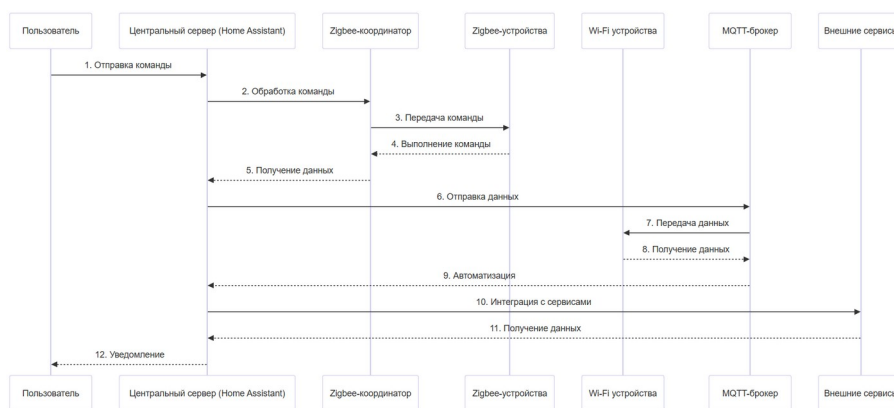 Пользователь
Центральный сервер (Home Assistant)
Zigbee-координатор
Zigbee-устройства
Wi-Fi устройства
MQTT-брокер
Внешние сервисы
1. Отправка команды
2. Обработка команды
3. Передача команды
4. Выполнение команды
5. Получение данных
6. Отправка данных
7. Передача данных
8. Получение данных
9. Автоматизация
10. Интеграция с сервисами
11. Получение данных
12. Уведомление
Пользователь
Центральный сервер (Home Assistant)
Zigbee-координатор
Zigbee-устройства
Wi-Fi устройства
MQTT-брокер
Внешние сервисы